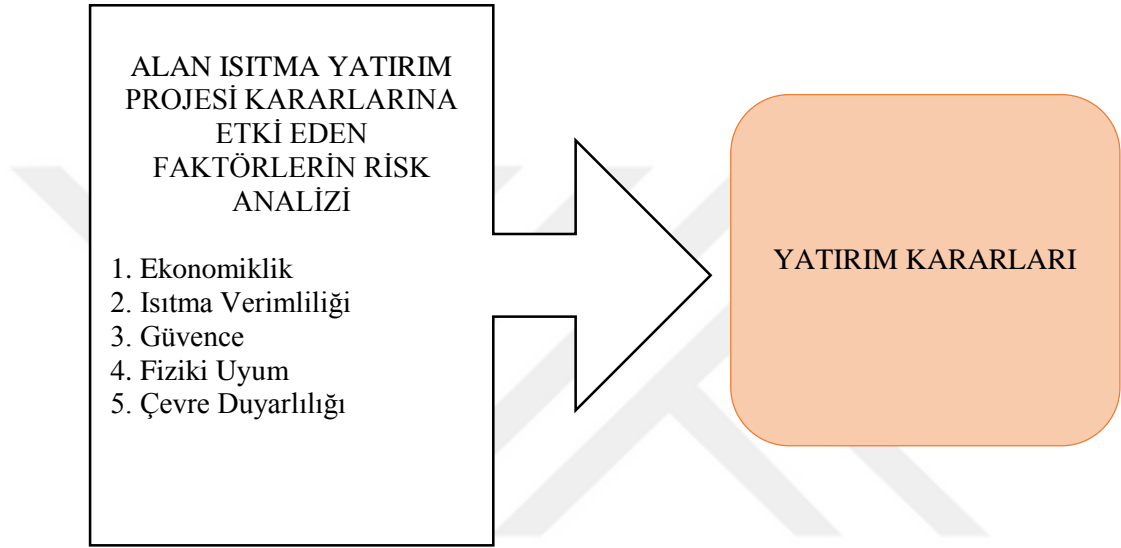 ALAN ISITMA YATIRIM
PROJESİ KARARLARINA
ETKİ EDEN
FAKTÖRLERİN RİSK
ANALİZİ
1. Ekonomiklik
2. Isıtma Verimliliği
3. Güvence
4. Fiziki Uyum
5. Çevre Duyarlılığı
YATIRIM KARARLARI